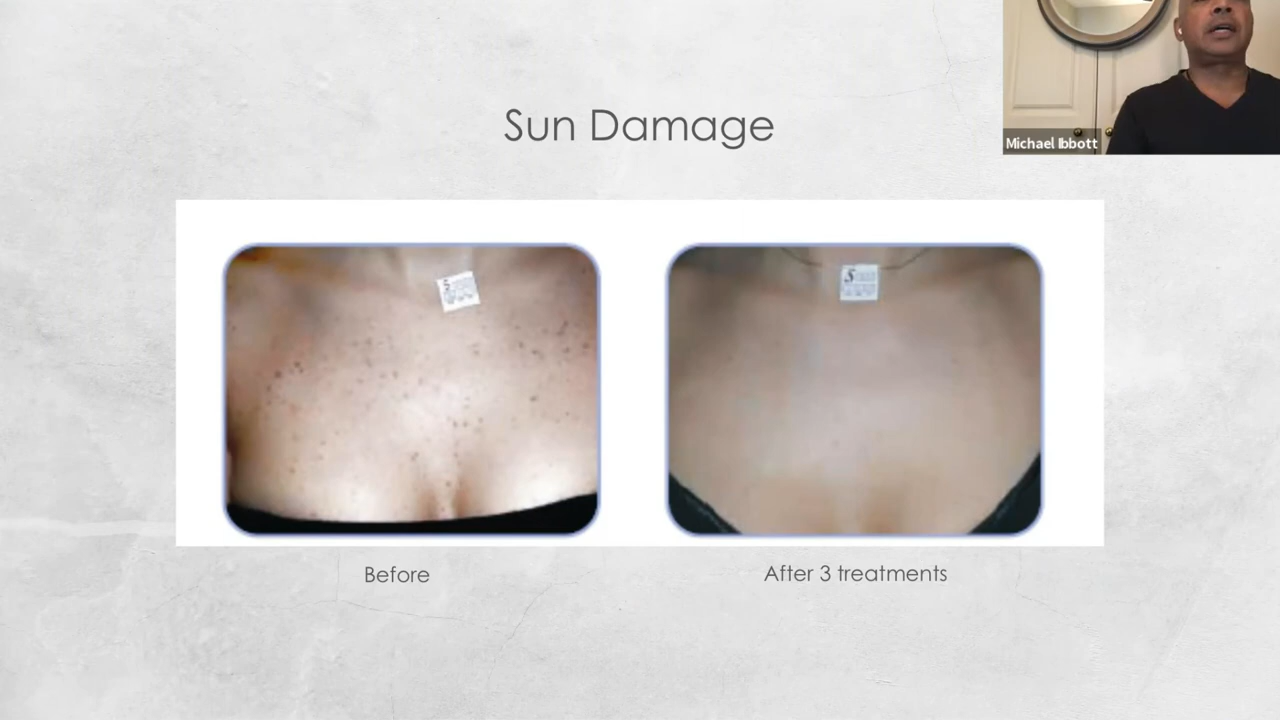 Sun Damage
Michael Ibbott
S
S
Before
After 3 treatments